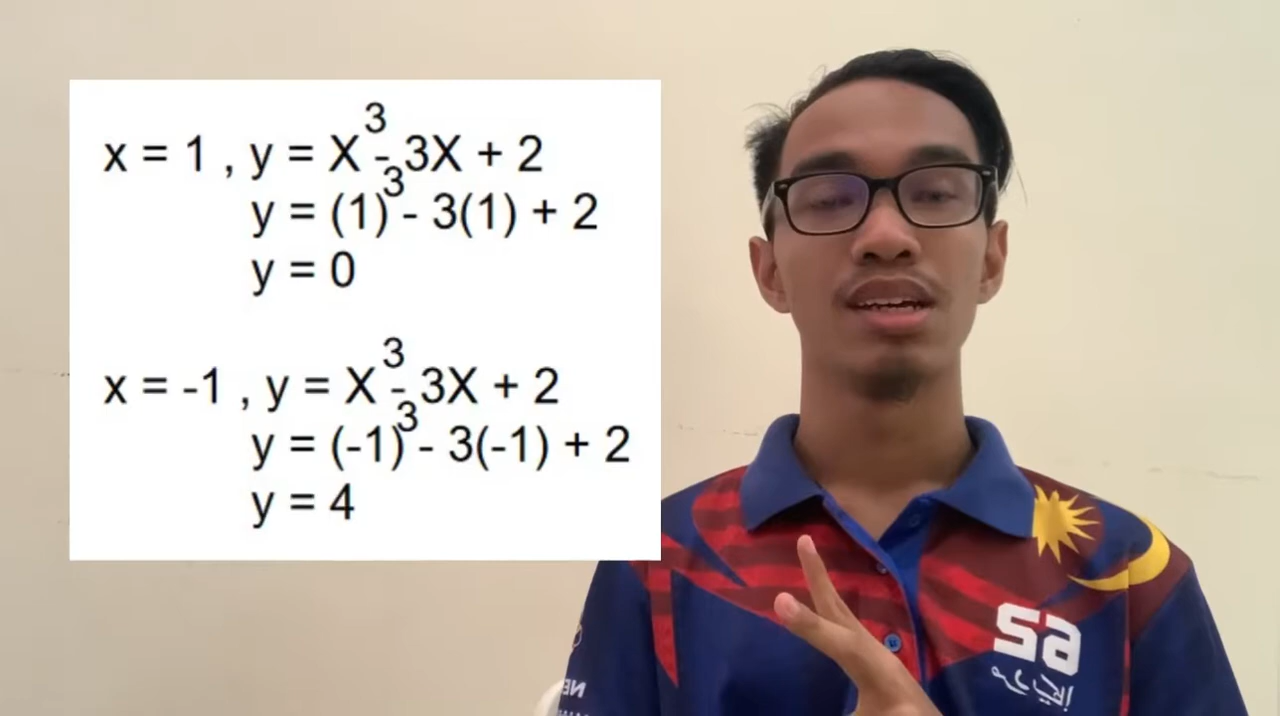 x = 1 , y = X³ - 3X + 2
y = (1)³ - 3(1) + 2
y = 0
x = -1 , y = X³ - 3X + 2
y = (-1)³ - 3(-1) + 2
y = 4